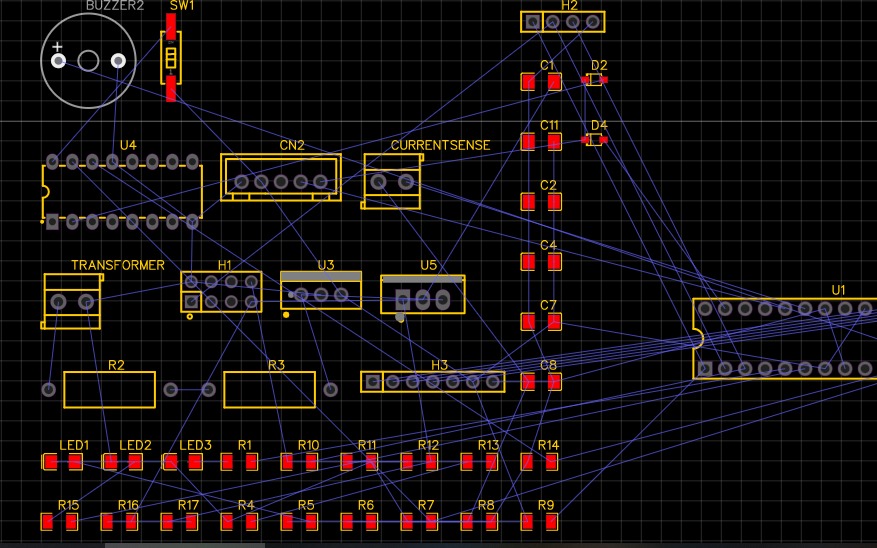 BUZZER2 SW1 H2
+
C1 D2
C11 D4
U4 CN2 CURRENTSENSE
C2
C4
TRANSFORMER H1 U3 U5
U1
C7
R2 R3 H3 C8
LED1 LED2 LED3 R1 R10 R11 R12 R13 R14
R15 R16 R17 R4 R5 R6 R7 R8 R9